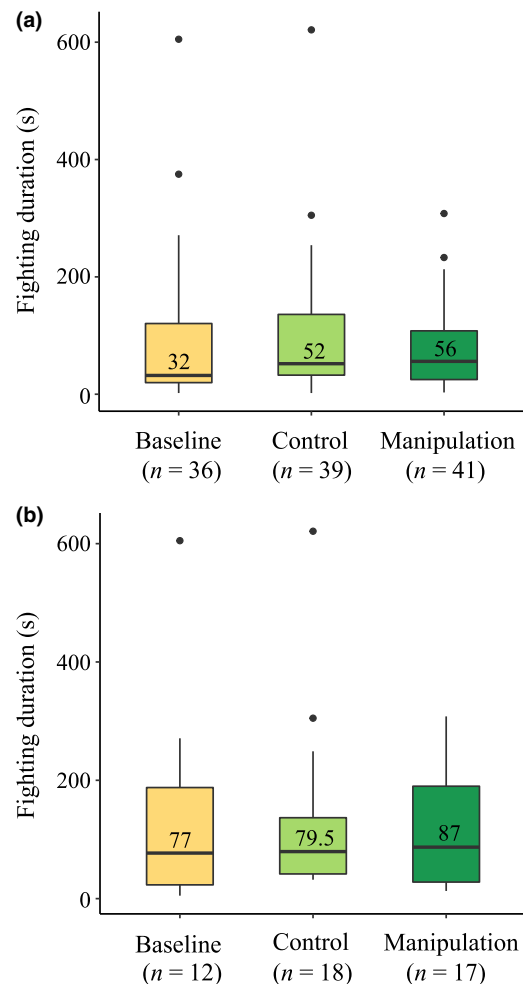 (a)
Fighting duration (s)
600
400
200
0
32
52
56
Baseline
(n = 36)
Control
(n = 39)
Manipulation
(n = 41)
(b)
Fighting duration (s)
600
400
200
0
77
79.5
87
Baseline
(n = 12)
Control
(n = 18)
Manipulation
(n = 17)